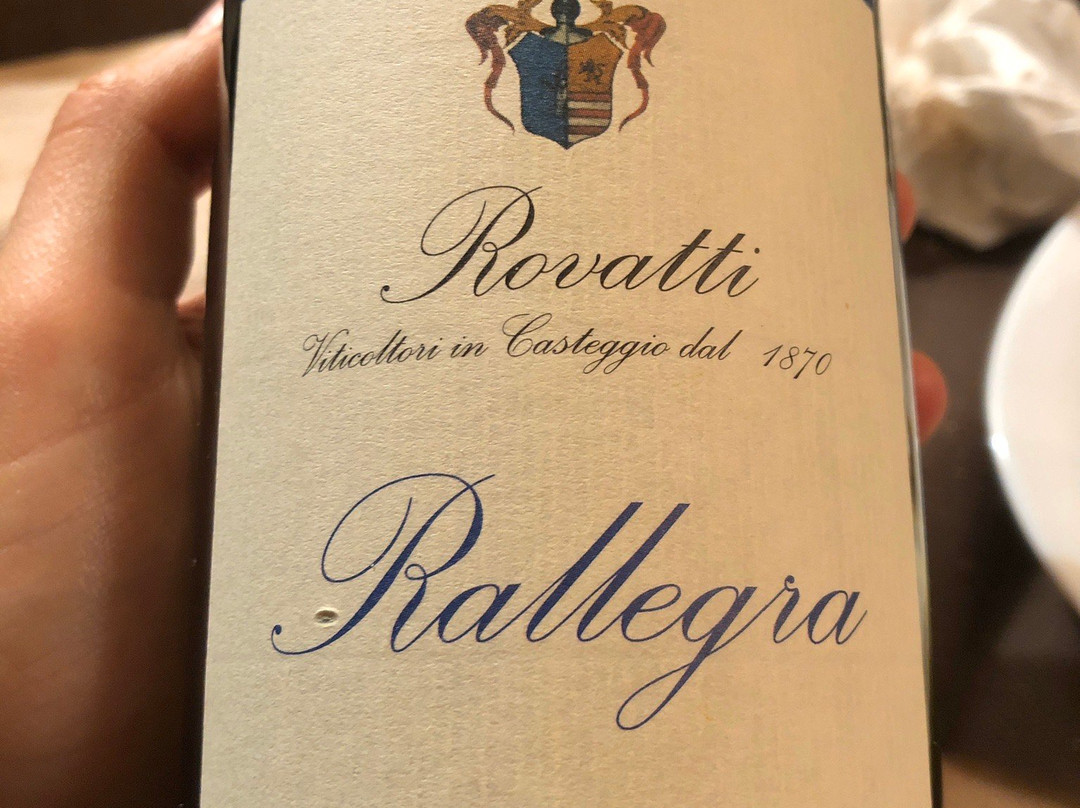 Rovatti
Viticoltori in Casteggio dal 1870
Rallegra